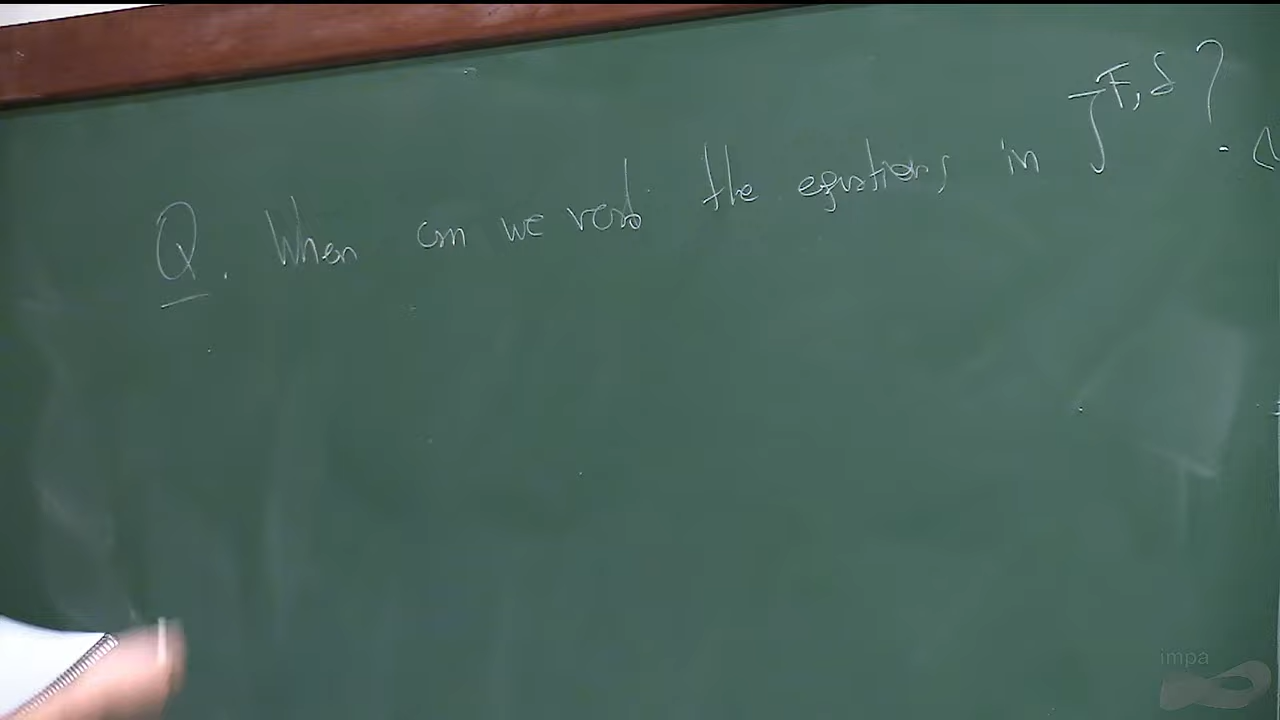 Q. When can we read the equations in J^{F, δ} ?
impa